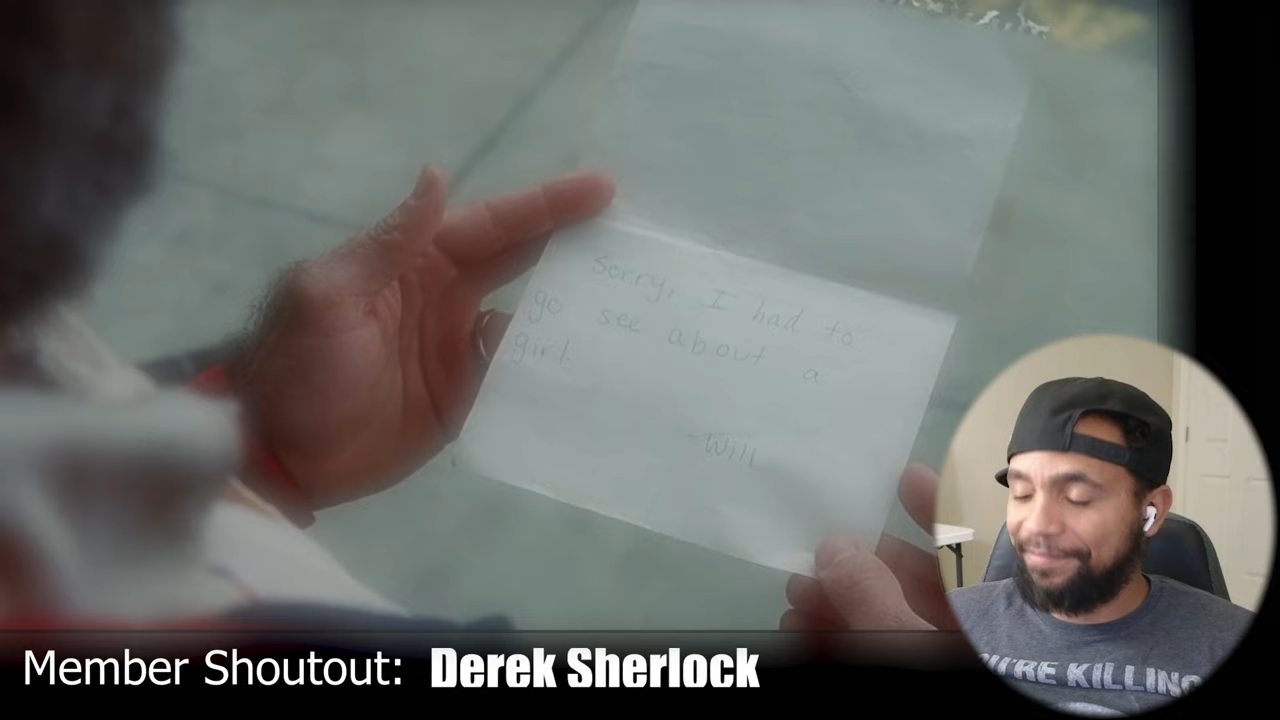 Sorry, I had to
go see about a
girl.
Will
Member Shoutout: Derek Sherlock
U'RE KILLING